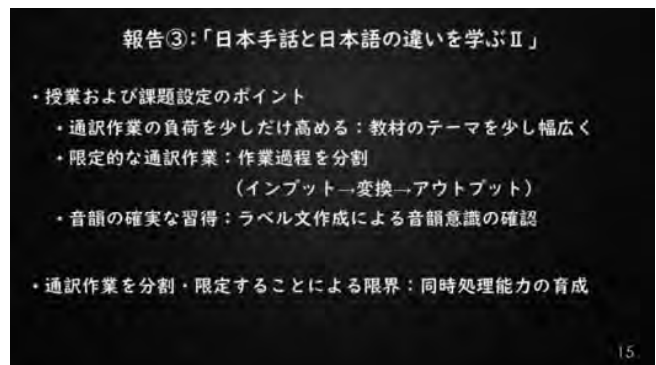 報告③:「日本手話と日本語の違いを学ぶⅡ」
・授業および課題設定のポイント
・通訳作業の負荷を少しだけ高める:教材のテーマを少し幅広く
・限定的な通訳作業:作業過程を分割
(インプット→変換→アウトプット)
・音韻の確実な習得:ラベル文作成による音韻意識の確認
・通訳作業を分割・限定することによる限界:同時処理能力の育成
15